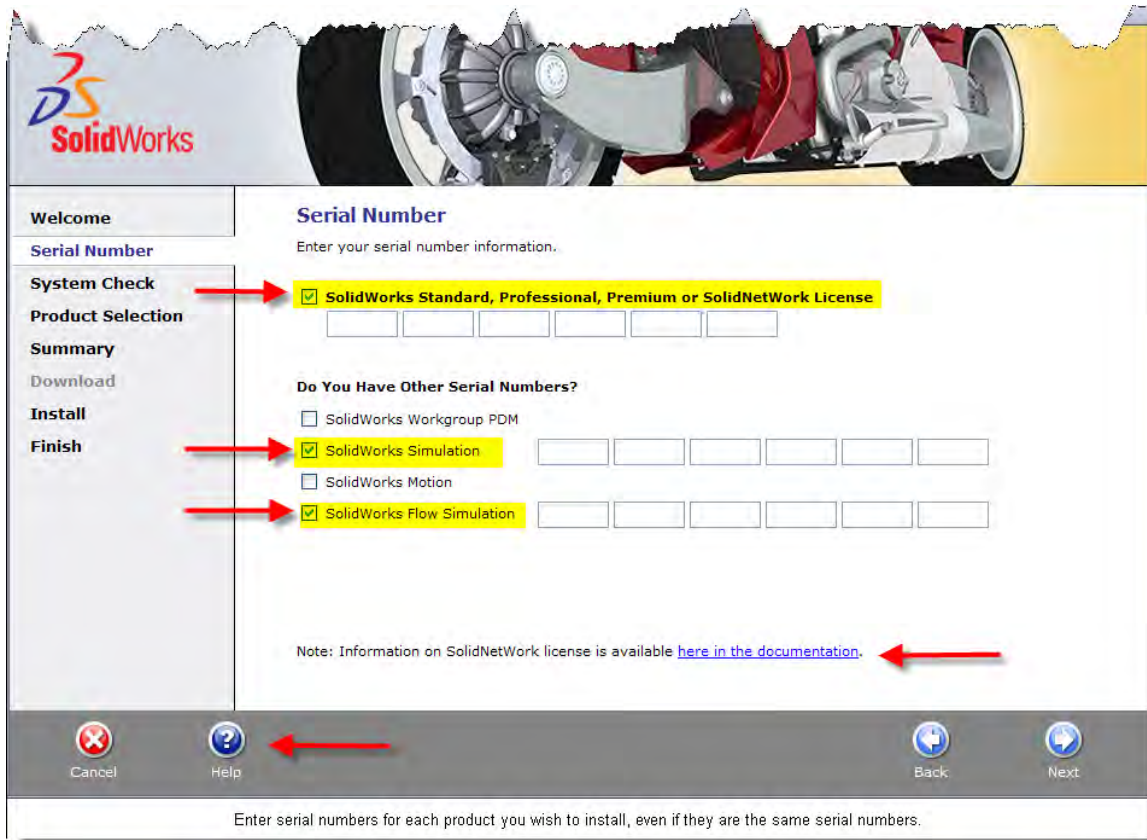 SolidWorks
Welcome
Serial Number
System Check
Product Selection
Summary
Download
Install
Finish
Serial Number
Enter your serial number information.
SolidWorks Standard, Professional, Premium or SolidNetWork License
Do You Have Other Serial Numbers?
SolidWorks Workgroup PDM
SolidWorks Simulation
SolidWorks Motion
SolidWorks Flow Simulation
Note: Information on SolidNetWork license is available here in the documentation.
Cancel
Help
Back
Next
Enter serial numbers for each product you wish to install, even if they are the same serial numbers.